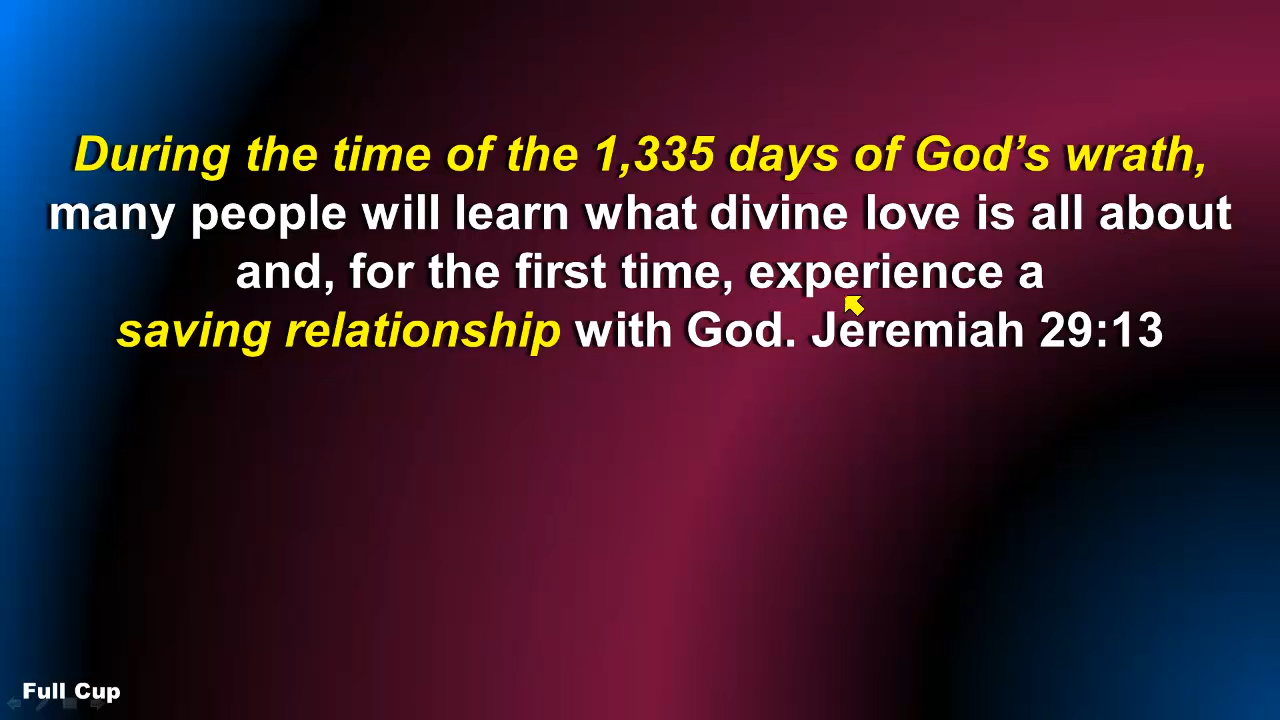 During the time of the 1,335 days of God’s wrath,
many people will learn what divine love is all about
and, for the first time, experience a
saving relationship with God. Jeremiah 29:13
Full Cup